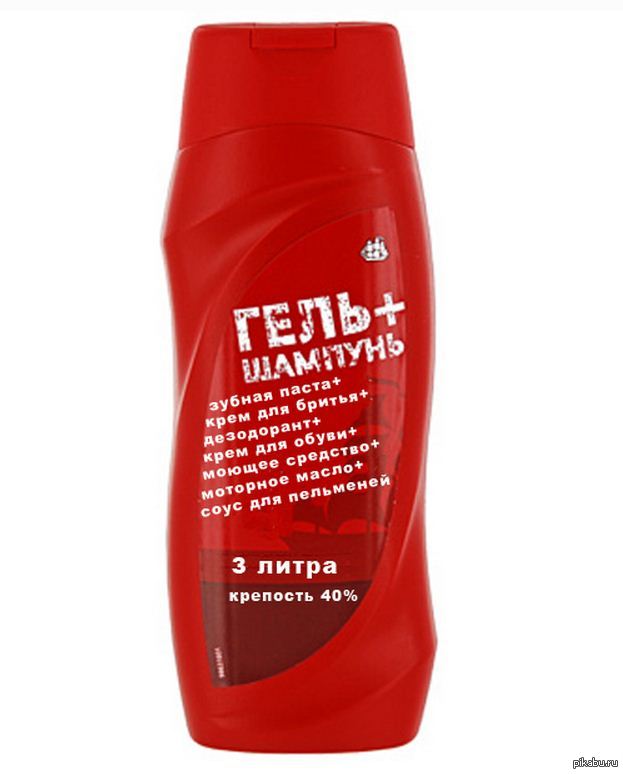 ГЕЛЬ+
ШАМПУНЬ
зубная паста+
крем для бритья+
дезодорант+
крем для обуви+
моющее средство+
моторное масло+
соус для пельменей
3 литра
крепость 40%
pikabu.ru